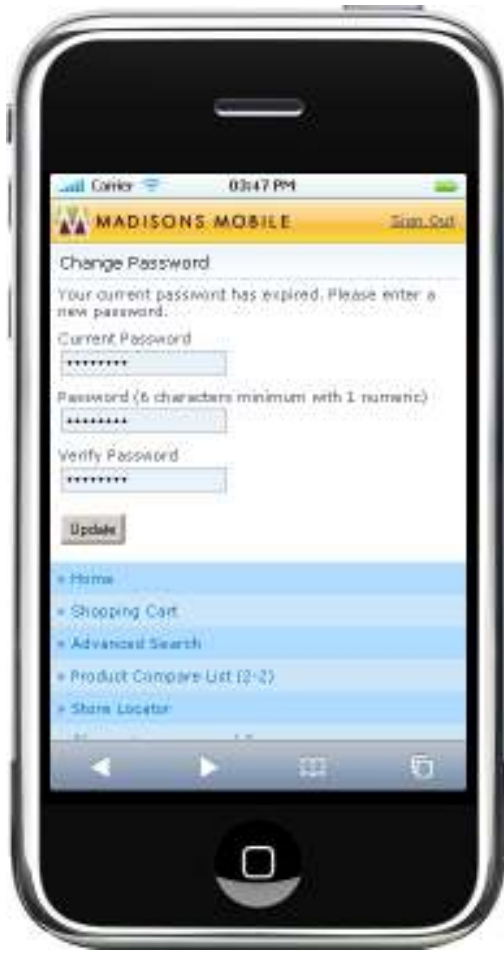 Carrier 03:47 PM
MADISONS MOBILE Sign Out
Change Password
Your current password has expired. Please enter a
new password.
Current Password
••••••••
Password (6 characters minimum with 1 numeric)
••••••••
Verify Password
••••••••
Update
» Home
» Shopping Cart
» Advanced Search
» Product Compare List (2-2)
» Store Locator